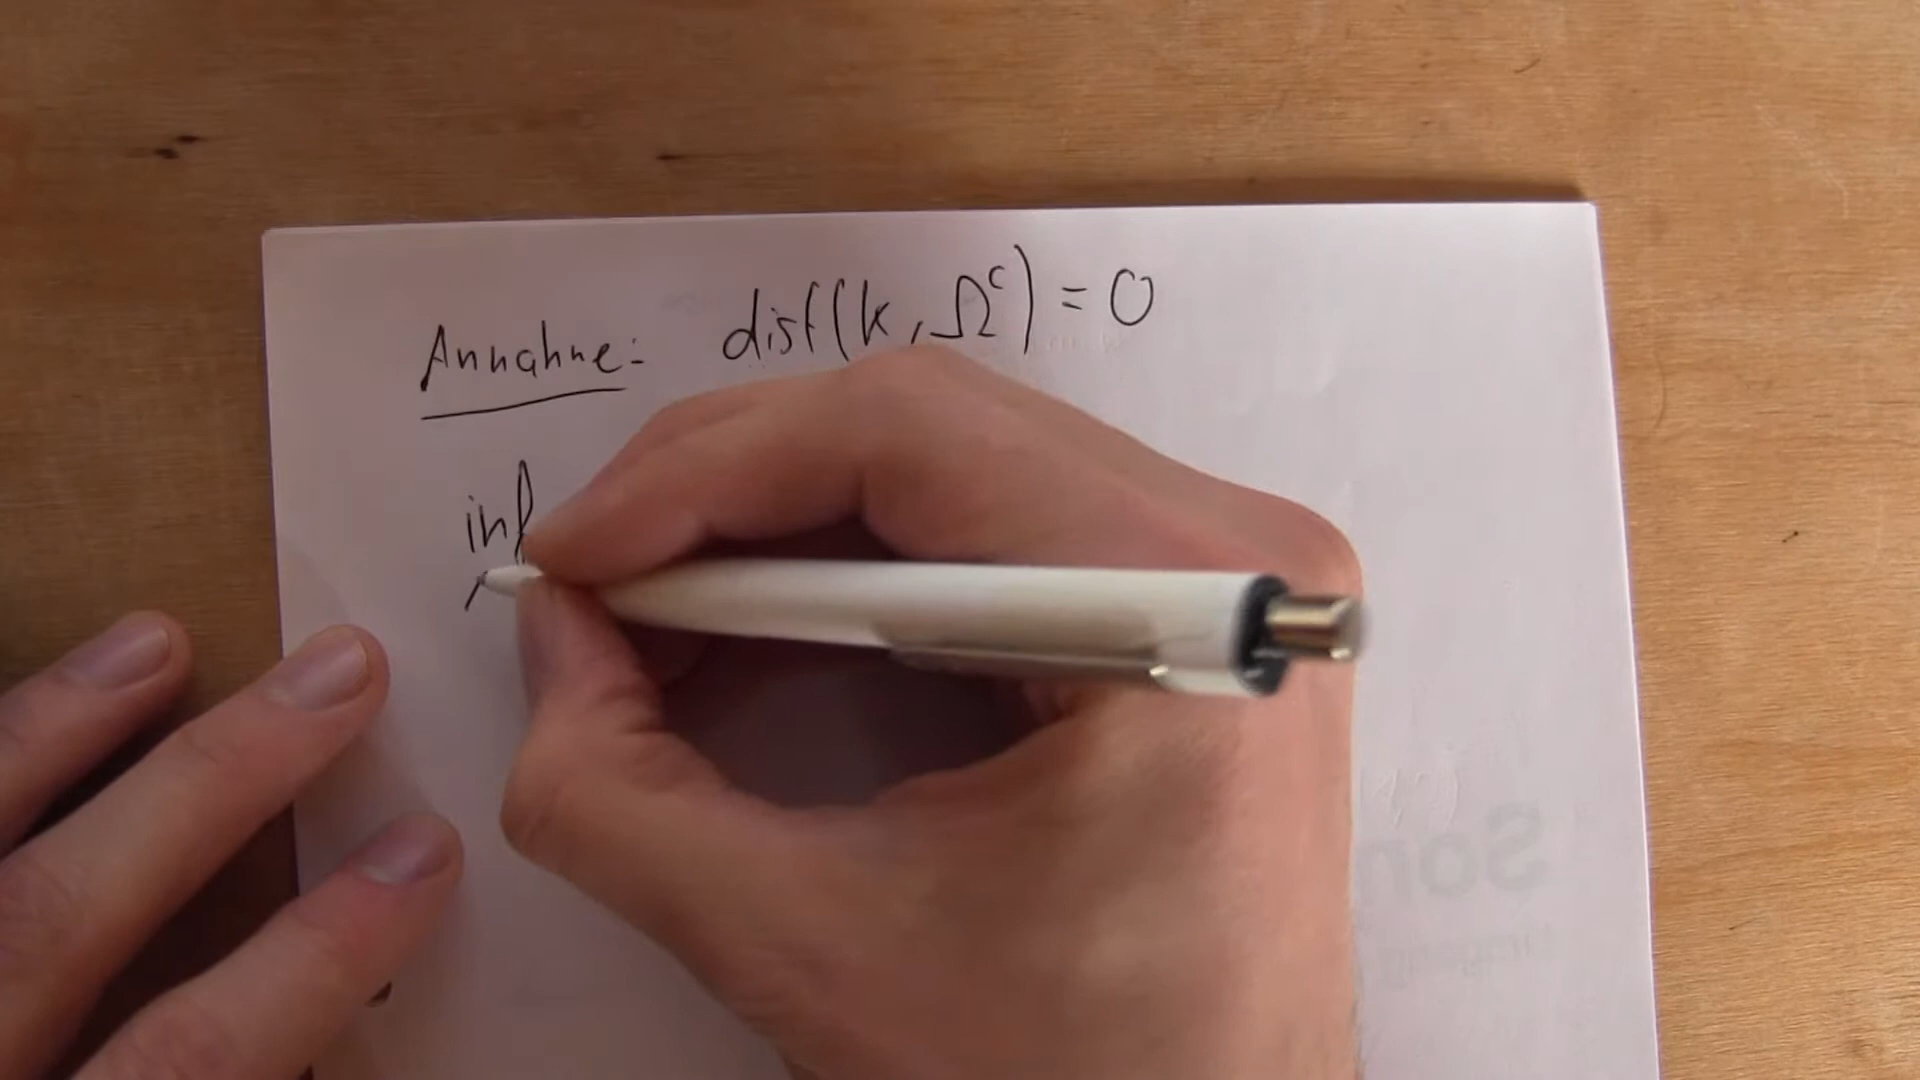 Annahme: dist(K, Ω^c) = 0
inf